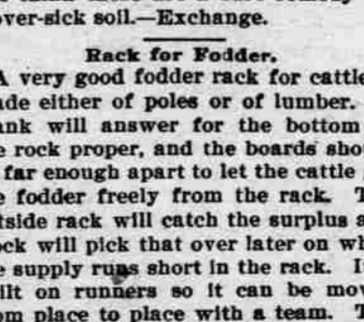 over-sick soil.—Exchange.
Rack for Fodder.
A very good fodder rack for cattle
ade either of poles or of lumber.
ank will answer for the bottom
e rock proper, and the boards shou
far enough apart to let the cattle
e fodder freely from the rack. T
tside rack will catch the surplus s
ock will pick that over later on wh
e supply runs short in the rack. I
ilt on runners so it can be mov
om place to place with a team. T